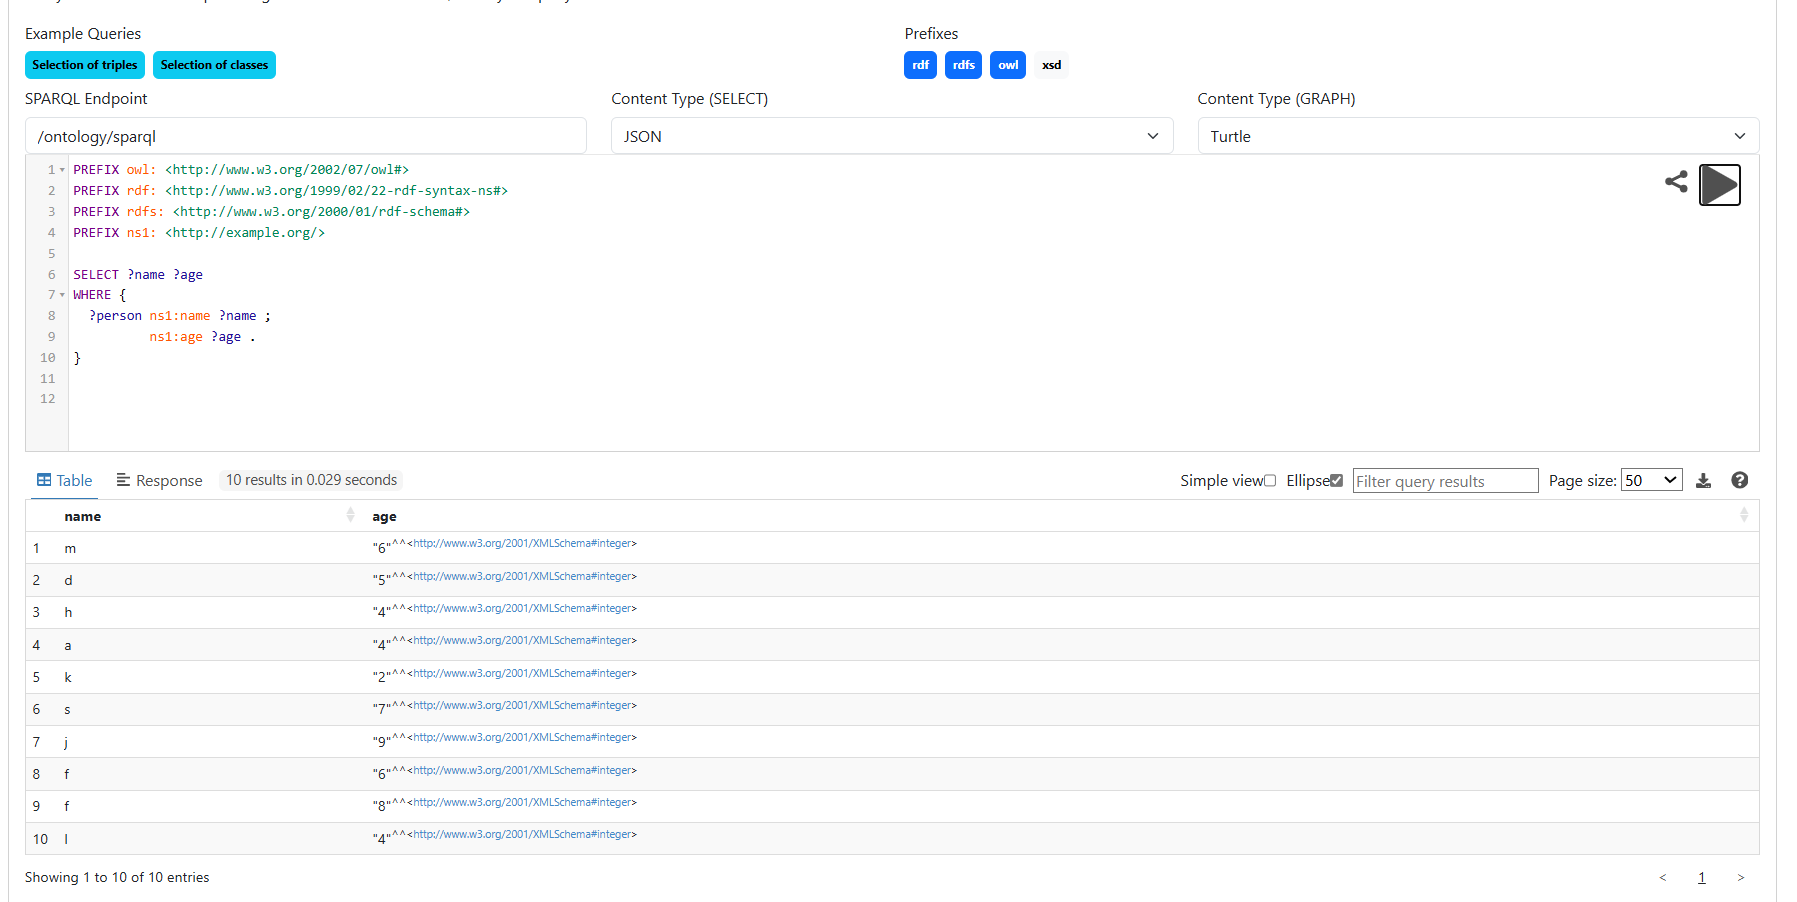 Example Queries
Prefixes
Selection of triples
Selection of classes
rdf
rdfs
owl
xsd
SPARQL Endpoint
Content Type (SELECT)
Content Type (GRAPH)
/ontology/sparql
JSON
Turtle
1 PREFIX owl: <http://www.w3.org/2002/07/owl#>
2 PREFIX rdf: <http://www.w3.org/1999/02/22-rdf-syntax-ns#>
3 PREFIX rdfs: <http://www.w3.org/2000/01/rdf-schema#>
4 PREFIX ns1: <http://example.org/>
5
6 SELECT ?name ?age
7 WHERE {
8   ?person ns1:name ?name ;
9           ns1:age ?age .
10 }
11
12
Table
Response
10 results in 0.029 seconds
Simple view
Ellipse
Filter query results
Page size: 50
name age
1 m "6"^^<http://www.w3.org/2001/XMLSchema#integer>
2 d "5"^^<http://www.w3.org/2001/XMLSchema#integer>
3 h "4"^^<http://www.w3.org/2001/XMLSchema#integer>
4 a "4"^^<http://www.w3.org/2001/XMLSchema#integer>
5 k "2"^^<http://www.w3.org/2001/XMLSchema#integer>
6 s "7"^^<http://www.w3.org/2001/XMLSchema#integer>
7 j "9"^^<http://www.w3.org/2001/XMLSchema#integer>
8 f "6"^^<http://www.w3.org/2001/XMLSchema#integer>
9 f "8"^^<http://www.w3.org/2001/XMLSchema#integer>
10 l "4"^^<http://www.w3.org/2001/XMLSchema#integer>
Showing 1 to 10 of 10 entries
< 1 >